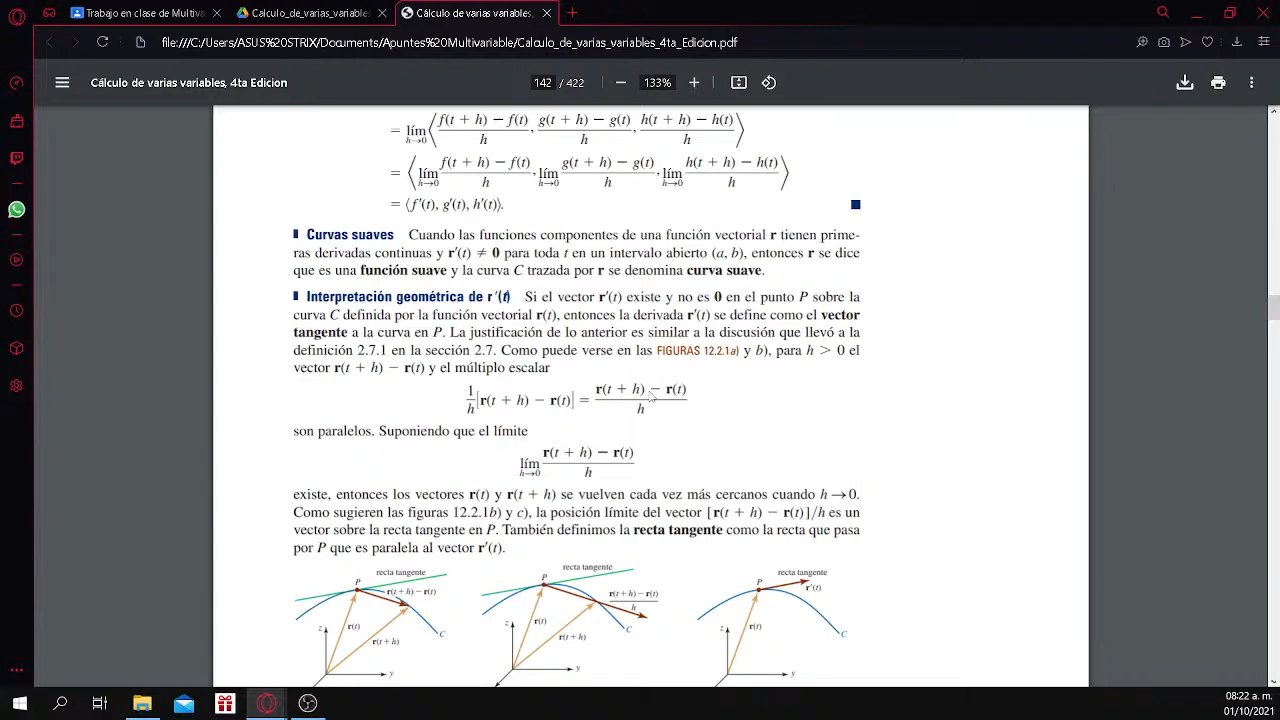 Trabajo en clase de Multiva
Calculo_de_varias_variables_
Cálculo de varias variables,
file:///C:/Users/ASUS%20STRIX/Documents/Apuntes%20Multivariable/Calculo_de_varias_variables_4ta_Edicion.pdf
Cálculo de varias variables, 4ta Edicion
142 / 422
133%
= lím h→0 ⟨ f(t + h) − f(t) / h, g(t + h) − g(t) / h, h(t + h) − h(t) / h ⟩
= ⟨ lím h→0 f(t + h) − f(t) / h, lím h→0 g(t + h) − g(t) / h, lím h→0 h(t + h) − h(t) / h ⟩
= ⟨f′(t), g′(t), h′(t)⟩.
Curvas suaves Cuando las funciones componentes de una función vectorial r tienen prime-
ras derivadas continuas y r′(t) ≠ 0 para toda t en un intervalo abierto (a, b), entonces r se dice
que es una función suave y la curva C trazada por r se denomina curva suave.
Interpretación geométrica de r′(t) Si el vector r′(t) existe y no es 0 en el punto P sobre la
curva C definida por la función vectorial r(t), entonces la derivada r′(t) se define como el vector
tangente a la curva en P. La justificación de lo anterior es similar a la discusión que llevó a la
definición 2.7.1 en la sección 2.7. Como puede verse en las FIGURAS 12.2.1a) y b), para h > 0 el
vector r(t + h) − r(t) y el múltiplo escalar
1/h [r(t + h) − r(t)] = r(t + h) − r(t) / h
son paralelos. Suponiendo que el límite
lím h→0 r(t + h) − r(t) / h
existe, entonces los vectores r(t) y r(t + h) se vuelven cada vez más cercanos cuando h → 0.
Como sugieren las figuras 12.2.1b) y c), la posición límite del vector [r(t + h) − r(t)]/h es un
vector sobre la recta tangente en P. También definimos la recta tangente como la recta que pasa
por P que es paralela al vector r′(t).
recta tangente
P
r(t + h) − r(t)
r(t)
r(t + h)
C
z
y
recta tangente
P
r(t + h) − r(t) / h
r(t)
r(t + h)
C
z
y
recta tangente
P
r′(t)
r(t)
C
z
y
08:22 a. m.
01/10/2021